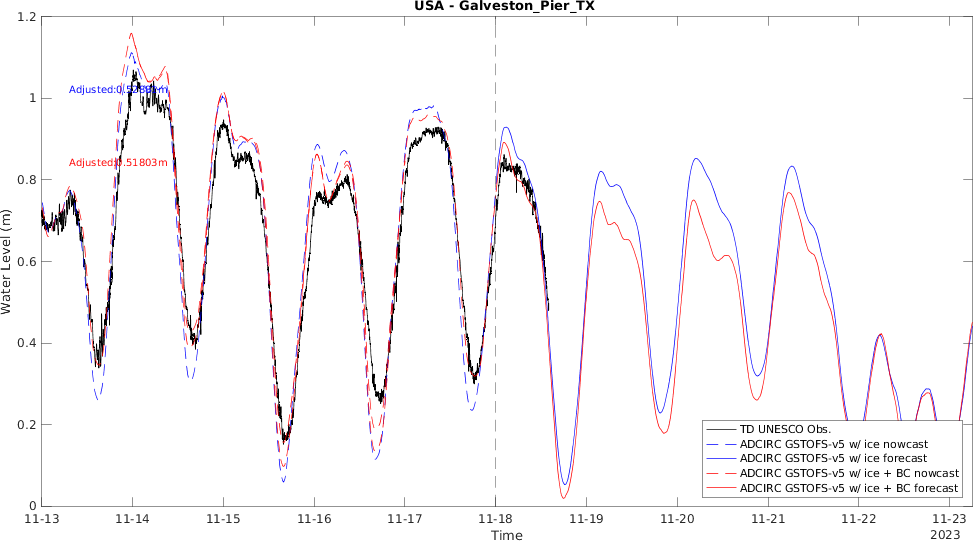 USA - Galveston_Pier_TX
1.2
1
0.8
0.6
0.4
0.2
0
Water Level (m)
Adjusted:0.51803m
11-13
11-14
11-15
11-16
11-17
11-18
11-19
11-20
11-21
11-22
11-23
2023
Time
TD UNESCO Obs.
ADCIRC GSTOFS-v5 w/ ice nowcast
ADCIRC GSTOFS-v5 w/ ice forecast
ADCIRC GSTOFS-v5 w/ ice + BC nowcast
ADCIRC GSTOFS-v5 w/ ice + BC forecast